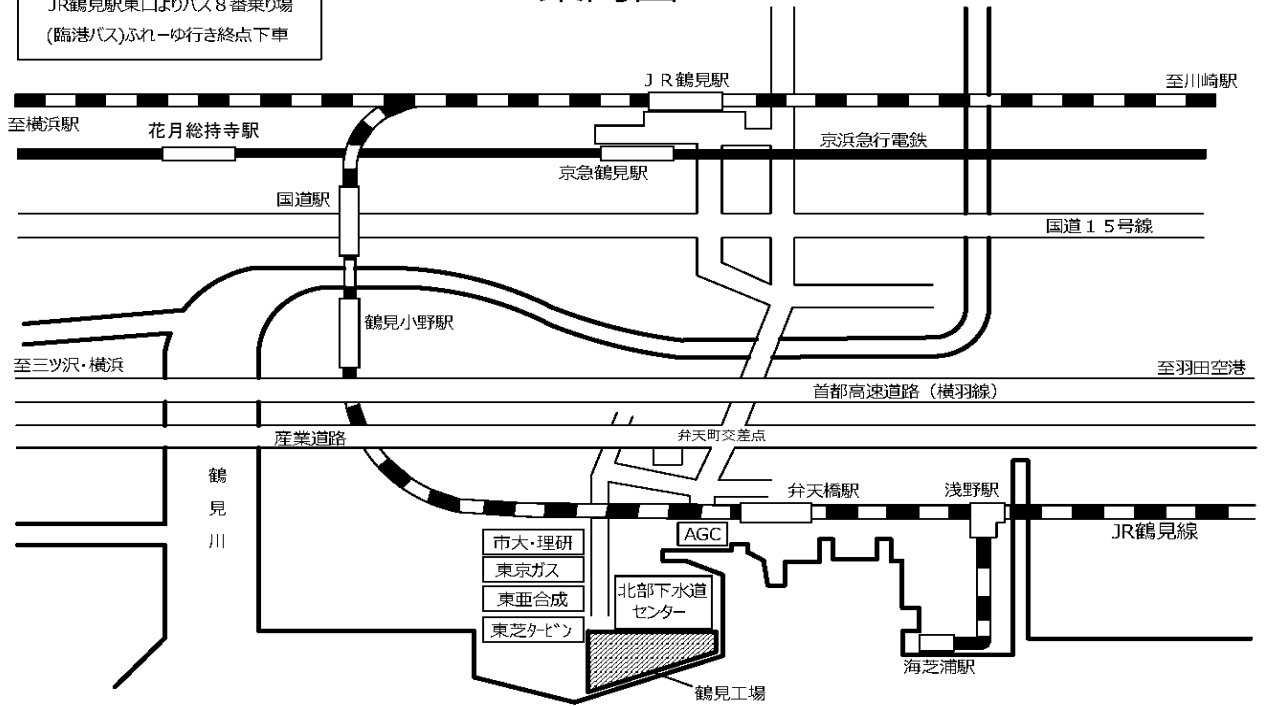 JR鶴見駅東口よりバス8番乗り場
(臨港バス)ふれーゆ行き終点下車
JR鶴見駅
至川崎駅
至横浜駅
花月総持寺駅
京浜急行電鉄
京急鶴見駅
国道駅
国道15号線
鶴見小野駅
至三ツ沢・横浜
至羽田空港
首都高速道路(横羽線)
産業道路
弁天町交差点
鶴見川
弁天橋駅
浅野駅
JR鶴見線
AGC
市大・理研
東京ガス
東亜合成
東芝タービン
北部下水道
センター
海芝浦駅
鶴見工場